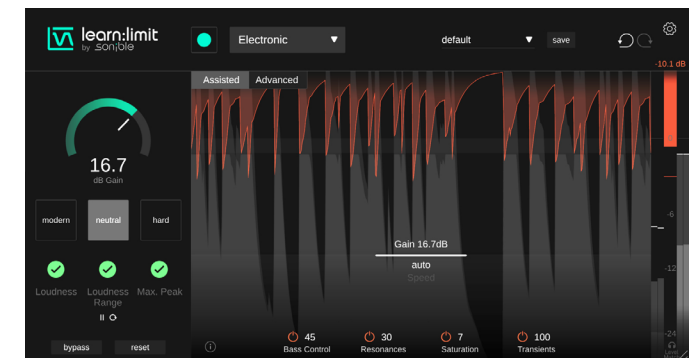 learn:limit
by sonible
Electronic
default
save
-10.1 dB
Assisted Advanced
16.7
dB Gain
modern neutral hard
Loudness Loudness Range Max. Peak
bypass reset
Gain 16.7dB
auto
Speed
45 30 7 100
Bass Control Resonances Saturation Transients
-6
-12
-24